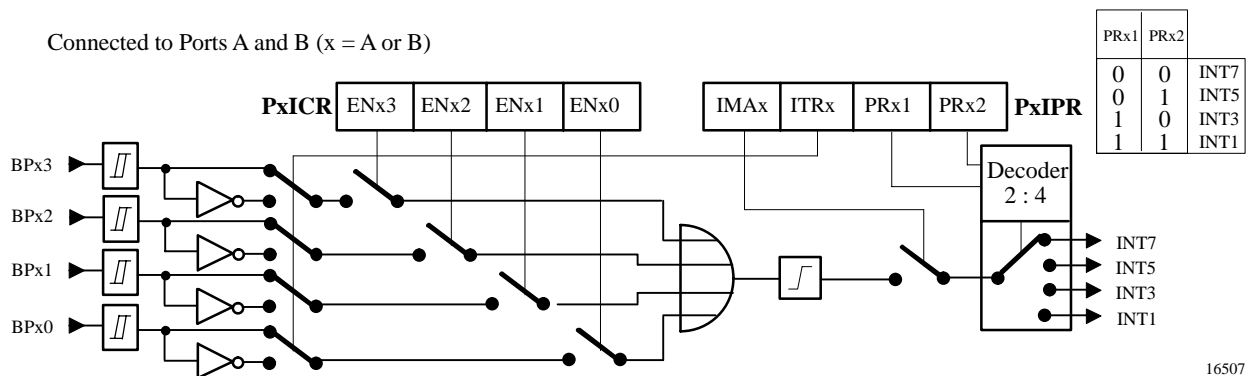 Connected to Ports A and B (x = A or B)
PRx1 PRx2
0 0 INT7
0 1 INT5
1 0 INT3
1 1 INT1
PxICR ENx3 ENx2 ENx1 ENx0 IMAx ITRx PRx1 PRx2 PxIPR
BPx3
BPx2
BPx1
BPx0
Decoder
2 : 4
INT7
INT5
INT3
INT1
16507